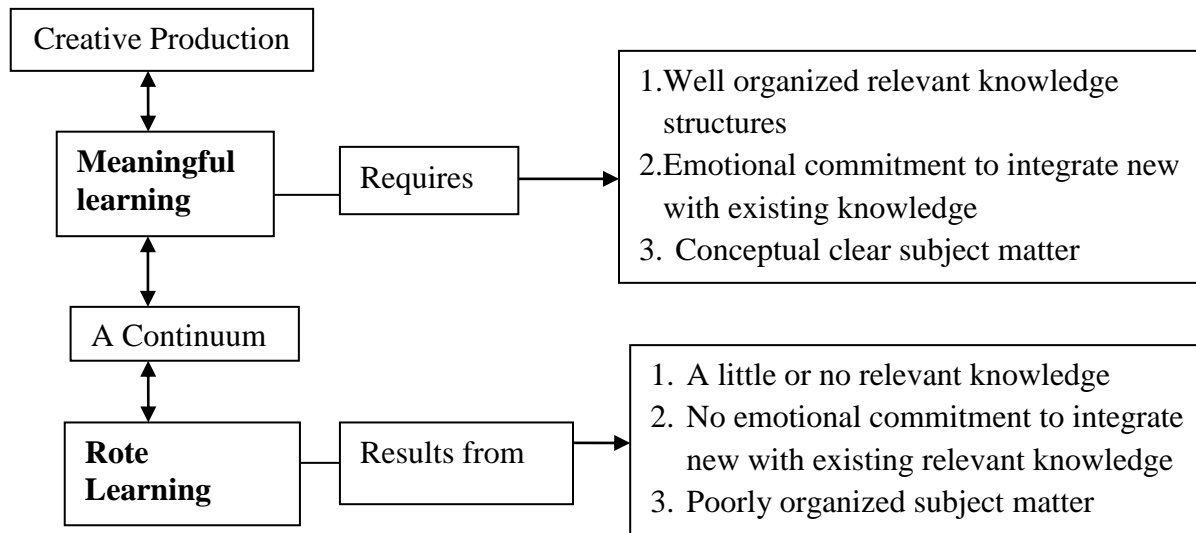 Creative Production
1.Well organized relevant knowledge
structures
2.Emotional commitment to integrate new
with existing knowledge
3. Conceptual clear subject matter
Meaningful
learning
Requires
A Continuum
1. A little or no relevant knowledge
2. No emotional commitment to integrate
new with existing relevant knowledge
3. Poorly organized subject matter
Rote
Learning
Results from